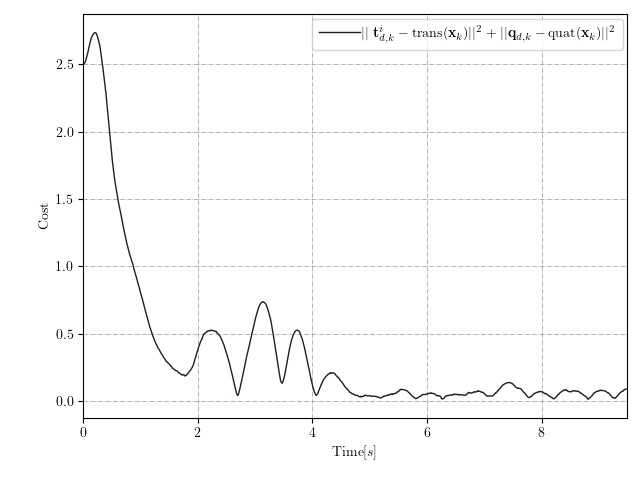 || t^i_{d,k} − trans(x_k)||^2 + ||q_{d,k} − quat(x_k)||^2
2.5
2.0
1.5
1.0
0.5
0.0
Cost
0 2 4 6 8
Time[s]